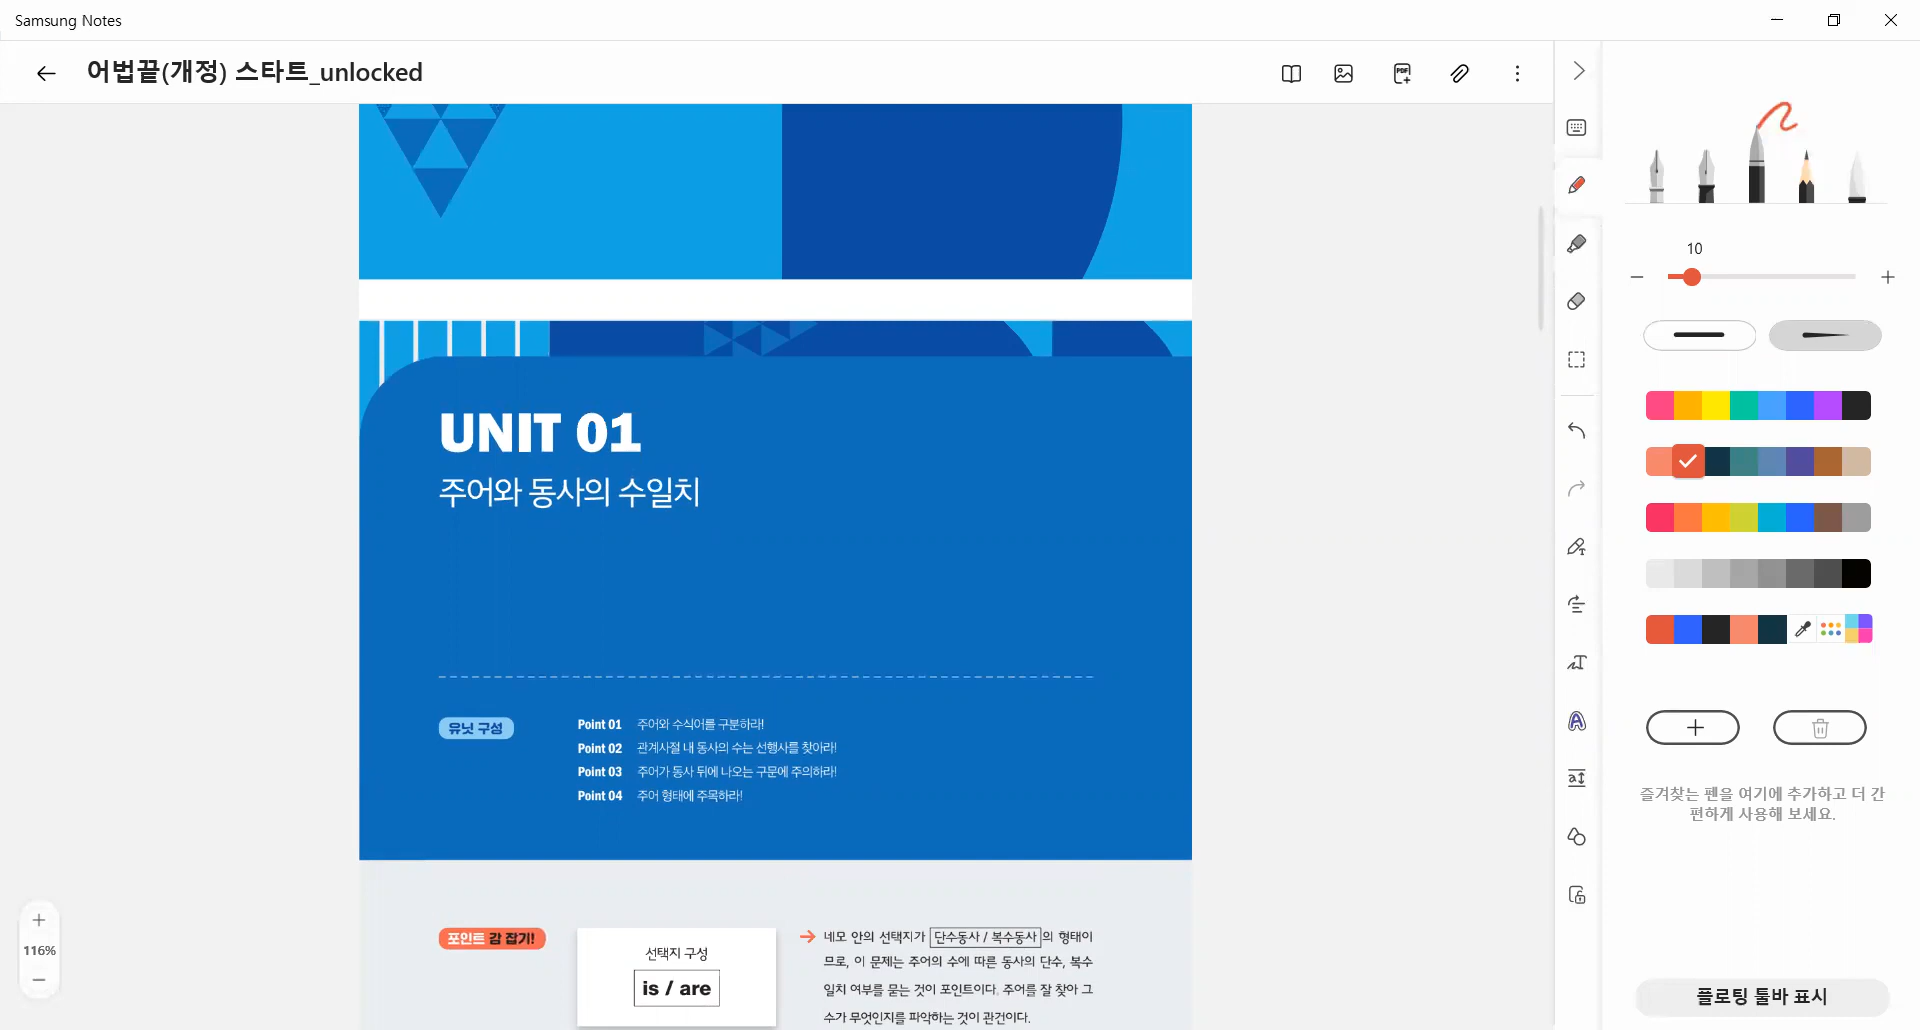 Samsung Notes
어법끝(개정) 스타트_unlocked
PDF
10
UNIT 01
주어와 동사의 수일치
유닛 구성
Point 01 주어와 수식어를 구분하라!
Point 02 관계사절 내 동사의 수는 선행사를 찾아라!
Point 03 주어가 동사 뒤에 나오는 구문에 주의하라!
Point 04 주어 형태에 주목하라!
포인트 감 잡기!
선택지 구성
is / are
→ 네모 안의 선택지가 단수동사 / 복수동사 의 형태이
므로, 이 문제는 주어의 수에 따른 동사의 단수, 복수
일치 여부를 묻는 것이 포인트이다. 주어를 잘 찾아 그
수가 무엇인지를 파악하는 것이 관건이다.
116%
즐겨찾는 펜을 여기에 추가하고 더 간
편하게 사용해 보세요.
플로팅 툴바 표시